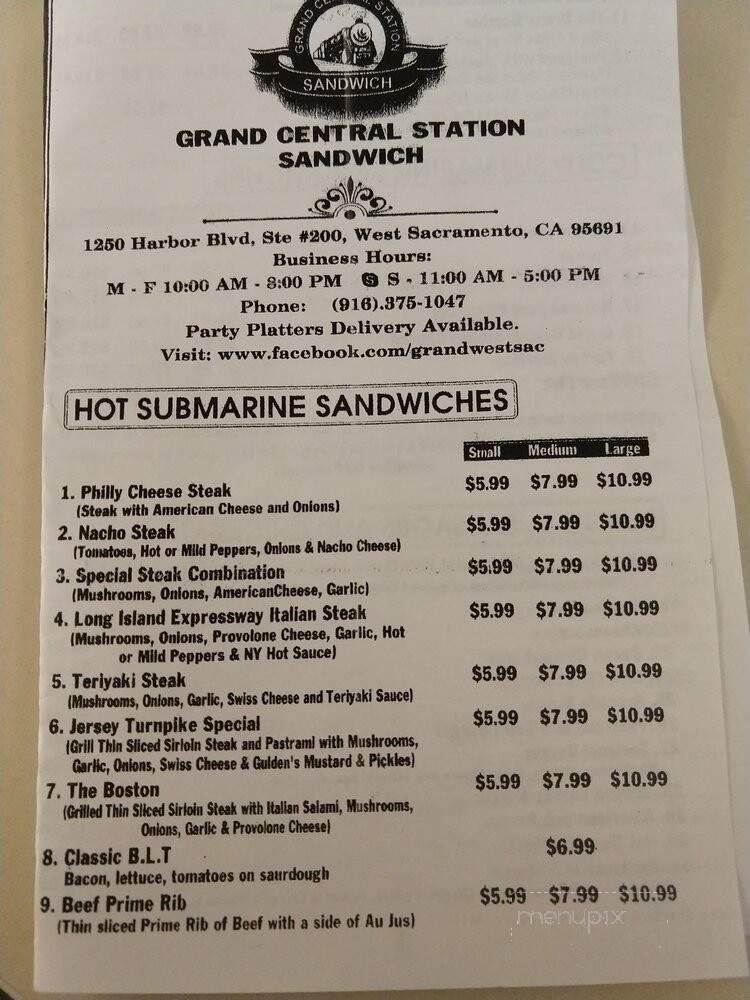 GRAND CENTRAL STATION
SANDWICH
GRAND CENTRAL STATION
SANDWICH
1250 Harbor Blvd, Ste #200, West Sacramento, CA 95691
Business Hours:
M - F 10:00 AM - 8:00 PM S S - 11:00 AM - 5:00 PM
Phone: (916).375-1047
Party Platters Delivery Available.
Visit: www.facebook.com/grandwestsac
HOT SUBMARINE SANDWICHES
Small Medium Large
1. Philly Cheese Steak $5.99 $7.99 $10.99
(Steak with American Cheese and Onions)
2. Nacho Steak $5.99 $7.99 $10.99
(Tomatoes, Hot or Mild Peppers, Onions & Nacho Cheese)
3. Special Steak Combination $5.99 $7.99 $10.99
(Mushrooms, Onions, AmericanCheese, Garlic)
4. Long Island Expressway Italian Steak $5.99 $7.99 $10.99
(Mushrooms, Onions, Provolone Cheese, Garlic, Hot
or Mild Peppers & NY Hot Sauce)
5. Teriyaki Steak $5.99 $7.99 $10.99
(Mushrooms, Onions, Garlic, Swiss Cheese and Teriyaki Sauce)
6. Jersey Turnpike Special $5.99 $7.99 $10.99
(Grill Thin Sliced Sirloin Steak and Pastrami with Mushrooms,
Garlic, Onions, Swiss Cheese & Gulden's Mustard & Pickles)
7. The Boston $5.99 $7.99 $10.99
(Grilled Thin Sliced Sirloin Steak with Italian Salami, Mushrooms,
Onions, Garlic & Provolone Cheese)
8. Classic B.L.T $6.99
Bacon, lettuce, tomatoes on saurdough
9. Beef Prime Rib $5.99 $7.99 $10.99
(Thin sliced Prime Rib of Beef with a side of Au Jus)
menupix